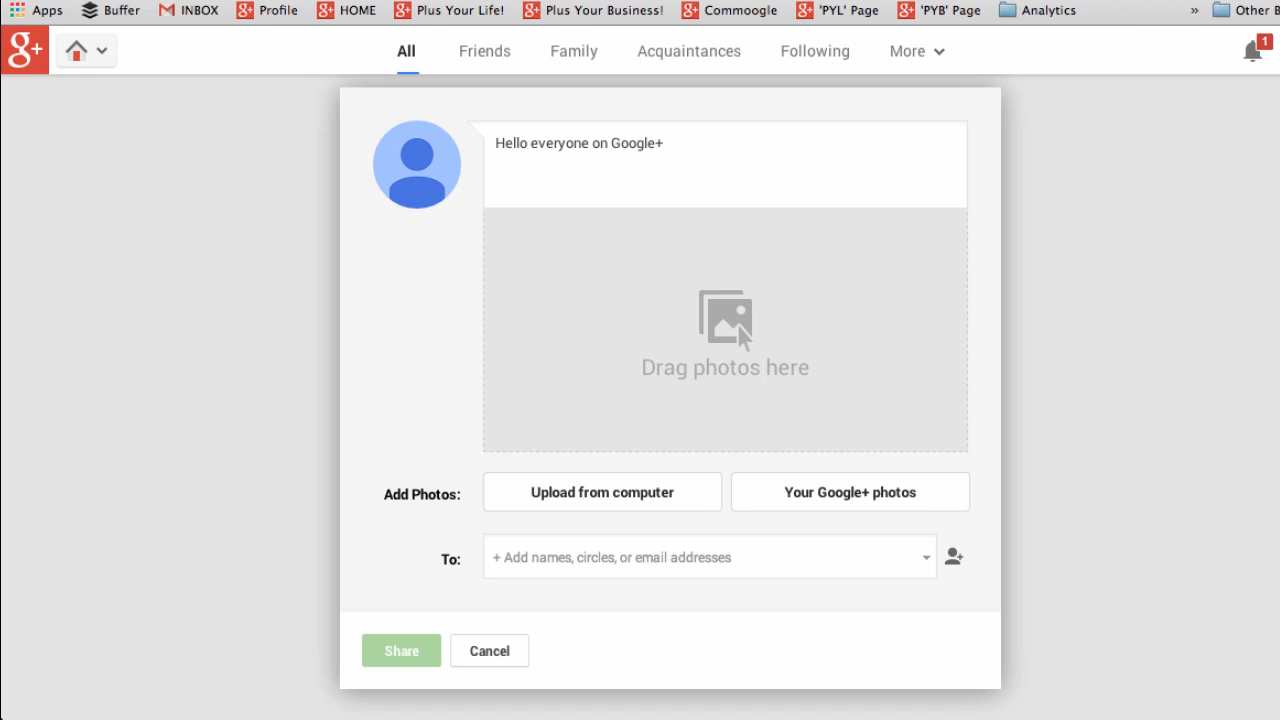 Apps Buffer INBOX g+ Profile g+ HOME g+ Plus Your Life! g+ Plus Your Business! g+ Commoogle g+ 'PYL' Page g+ 'PYB' Page Analytics » Other B
g+ All Friends Family Acquaintances Following More 1
Hello everyone on Google+
Drag photos here
Add Photos: Upload from computer Your Google+ photos
To: + Add names, circles, or email addresses
Share Cancel